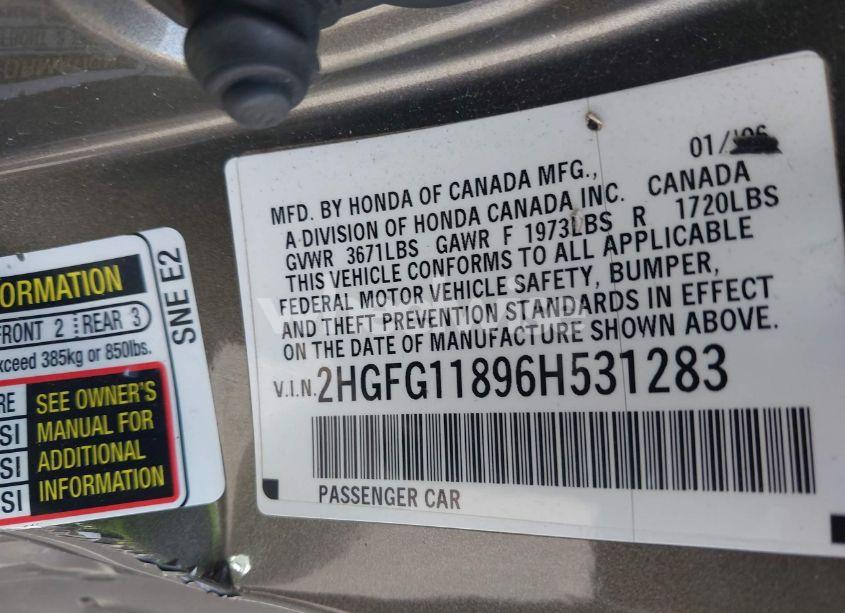 01/
MFD. BY HONDA OF CANADA MFG.,
A DIVISION OF HONDA CANADA INC. CANADA
GVWR 3671LBS GAWR F 1973LBS R 1720LBS
THIS VEHICLE CONFORMS TO ALL APPLICABLE
FEDERAL MOTOR VEHICLE SAFETY, BUMPER,
AND THEFT PREVENTION STANDARDS IN EFFECT
ON THE DATE OF MANUFACTURE SHOWN ABOVE.
V.I.N. 2HGFG11896H531283
PASSENGER CAR
SNE E2
FRONT 2 REAR 3
385kg or 850lbs.
SEE OWNER'S
MANUAL FOR
ADDITIONAL
INFORMATION